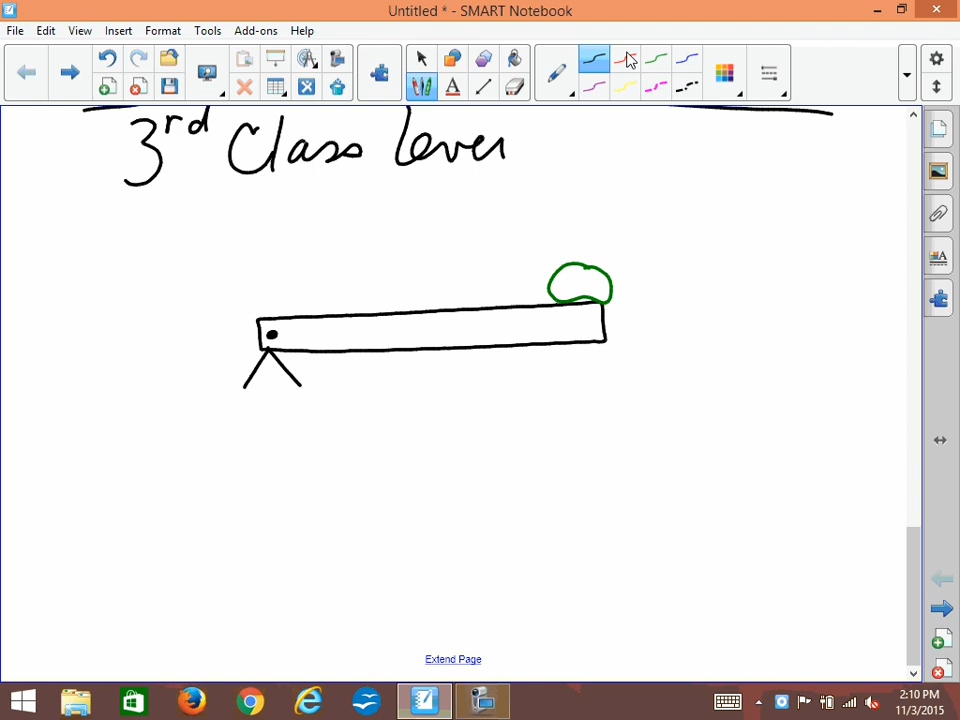 Untitled * - SMART Notebook
File Edit View Insert Format Tools Add-ons Help
3rd Class Lever
Extend Page
2:10 PM
11/3/2015